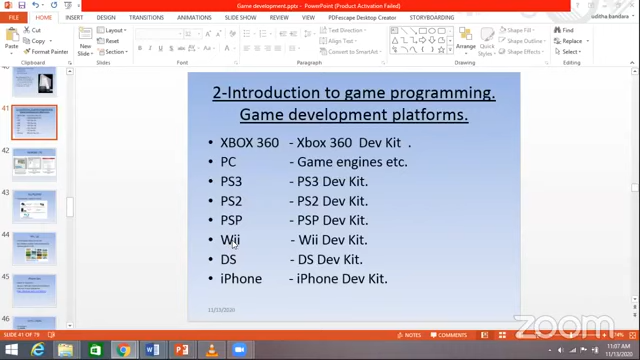 Game development.pptx - PowerPoint (Product Activation Failed)
FILE HOME INSERT DESIGN TRANSITIONS ANIMATIONS SLIDE SHOW REVIEW VIEW PDFescape Desktop Creator STORYBOARDING
suditha bandara
Cut
Copy
Format Painter
Paste
Clipboard
New Slide
Layout
Reset
Section
Slides
Font
Text Direction
Align Text
Convert to SmartArt
Paragraph
Arrange
Quick Styles
Shape Fill
Shape Outline
Shape Effects
Drawing
Find
Replace
Select
Editing
41
42
43
44
45
46
2-Introduction to game programming.
Game development platforms.
• XBOX 360 - Xbox 360 Dev Kit .
• PC - Game engines etc.
• PS3 - PS3 Dev Kit.
• PS2 - PS2 Dev Kit.
• PSP - PSP Dev Kit.
• Wii - Wii Dev Kit.
• DS - DS Dev Kit.
• iPhone - iPhone Dev Kit.
11/13/2020
zoom
SLIDE 41 OF 79
NOTES
COMMENTS
74%
11:07 AM
11/13/2020